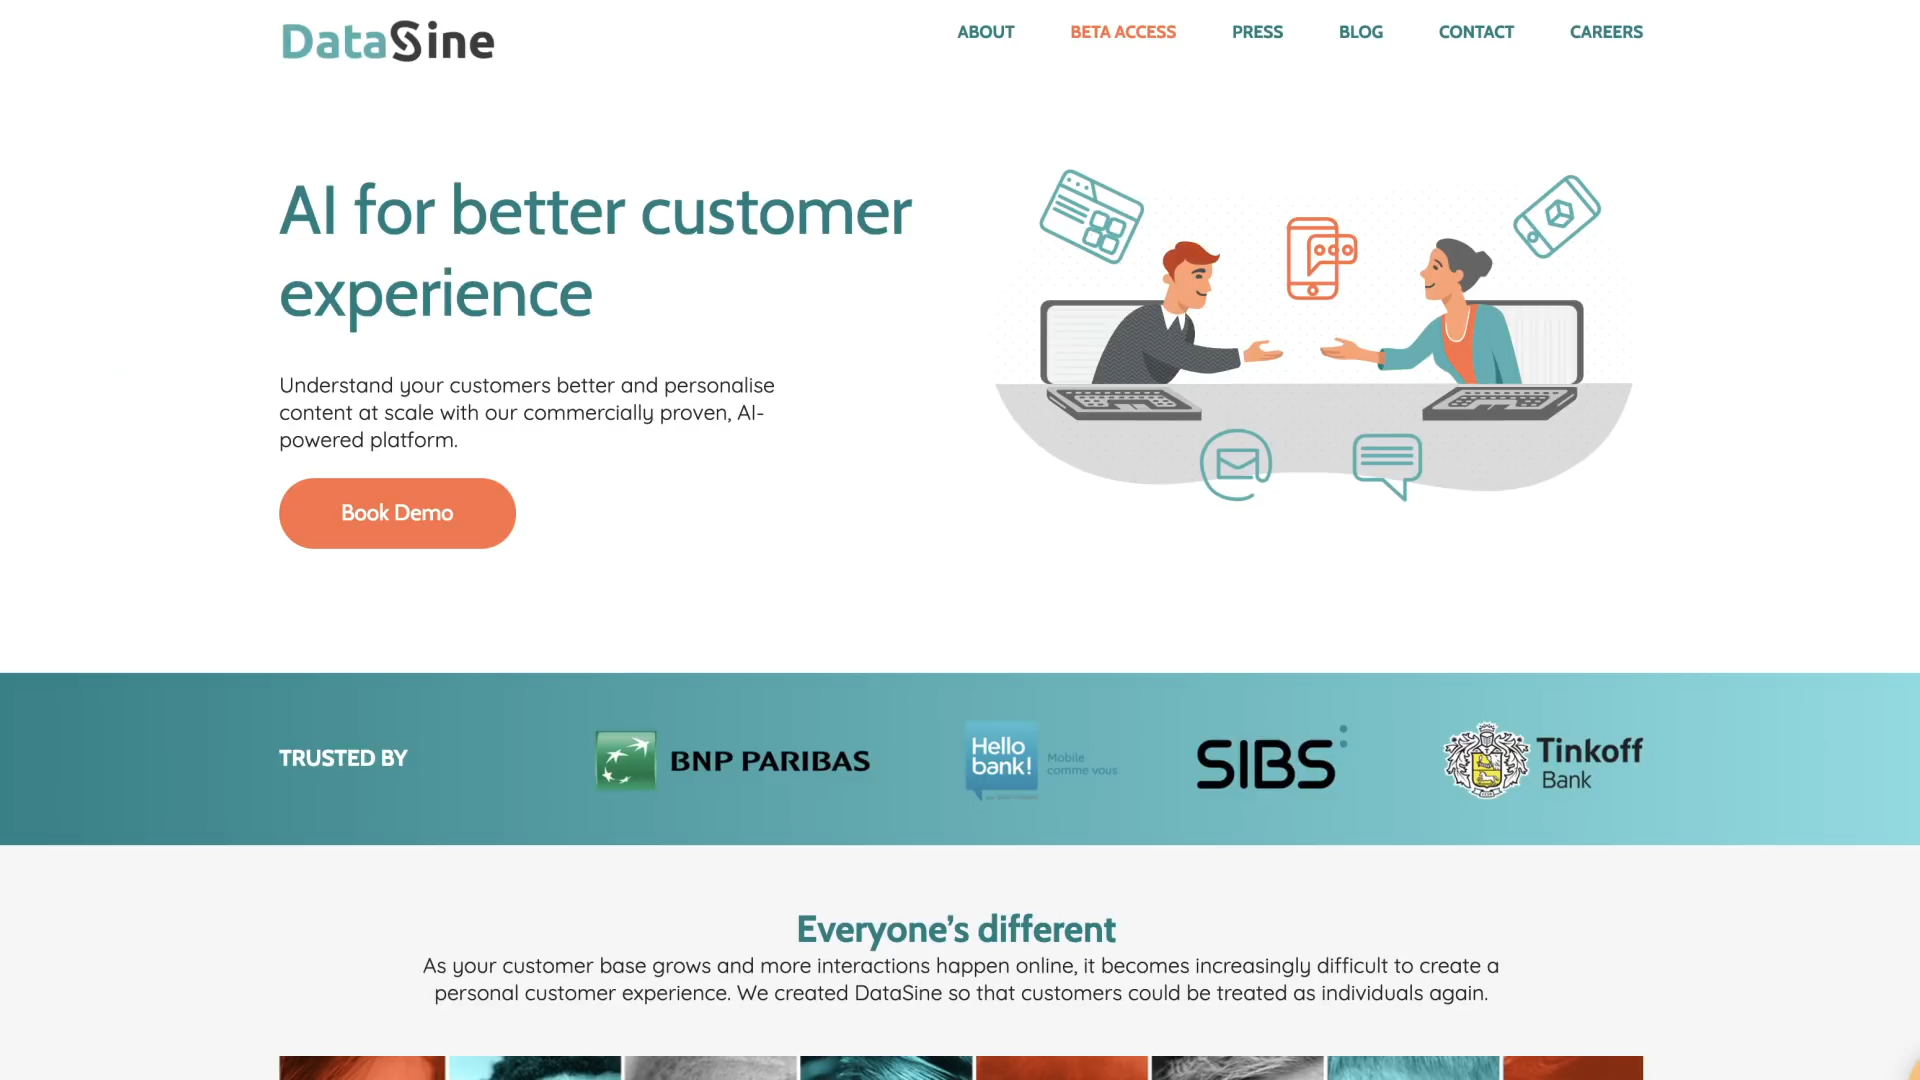 DataSine
ABOUT
BETA ACCESS
PRESS
BLOG
CONTACT
CAREERS
AI for better customer
experience
Understand your customers better and personalise
content at scale with our commercially proven, AI-
powered platform.
Book Demo
TRUSTED BY
BNP PARIBAS
Hello
bank!
Mobile
comme vous
SIBS
Tinkoff
Bank
Everyone's different
As your customer base grows and more interactions happen online, it becomes increasingly difficult to create a
personal customer experience. We created DataSine so that customers could be treated as individuals again.